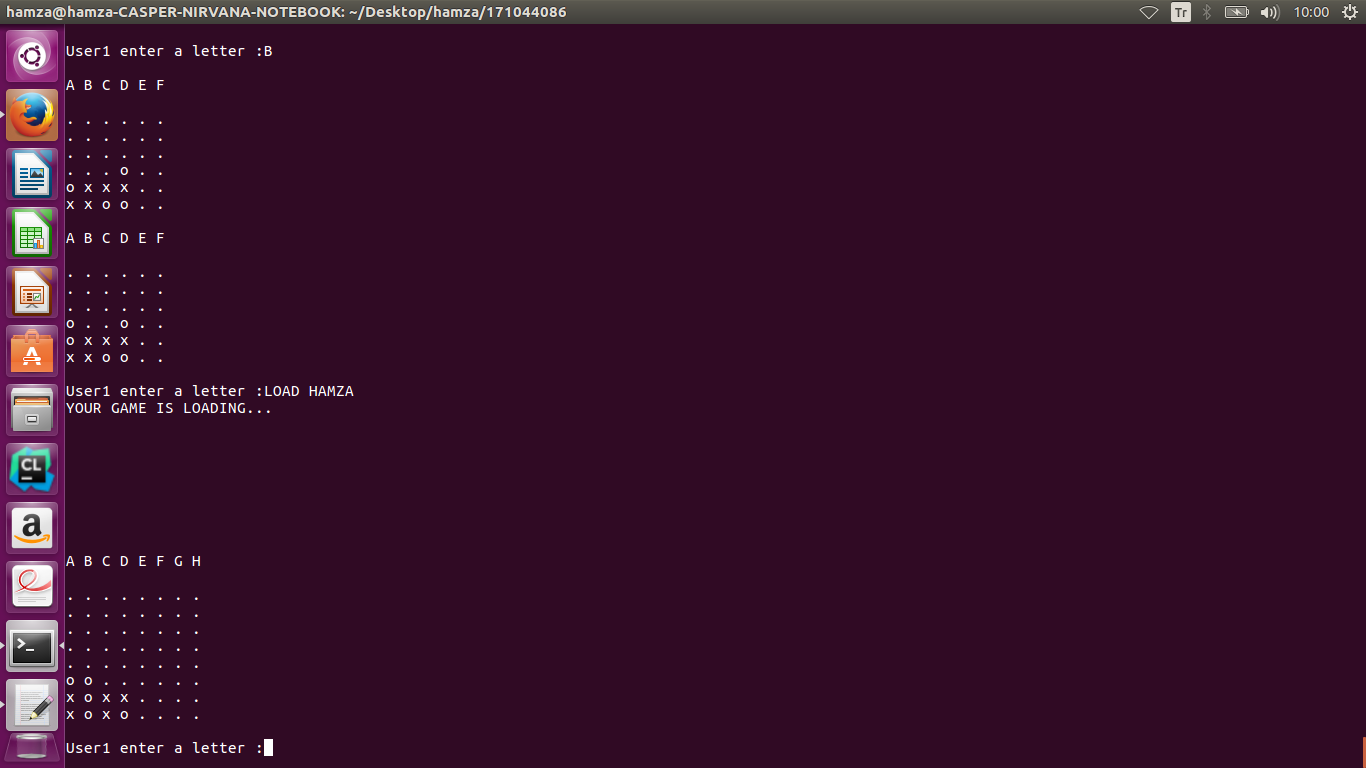 hamza@hamza-CASPER-NIRVANA-NOTEBOOK: ~/Desktop/hamza/171044086
Tr
10:00
User1 enter a letter :B
A B C D E F
. . . . . .
. . . . . .
. . . . . .
. . . o . .
o x x x . .
x x o o . .
A B C D E F
. . . . . .
. . . . . .
. . . . . .
o . . o . .
o x x x . .
x x o o . .
User1 enter a letter :LOAD HAMZA
YOUR GAME IS LOADING...
CL
a
A B C D E F G H
. . . . . . . .
. . . . . . . .
. . . . . . . .
. . . . . . . .
. . . . . . . .
o o . . . . . .
x o x x . . . .
x o x o . . . .
User1 enter a letter :